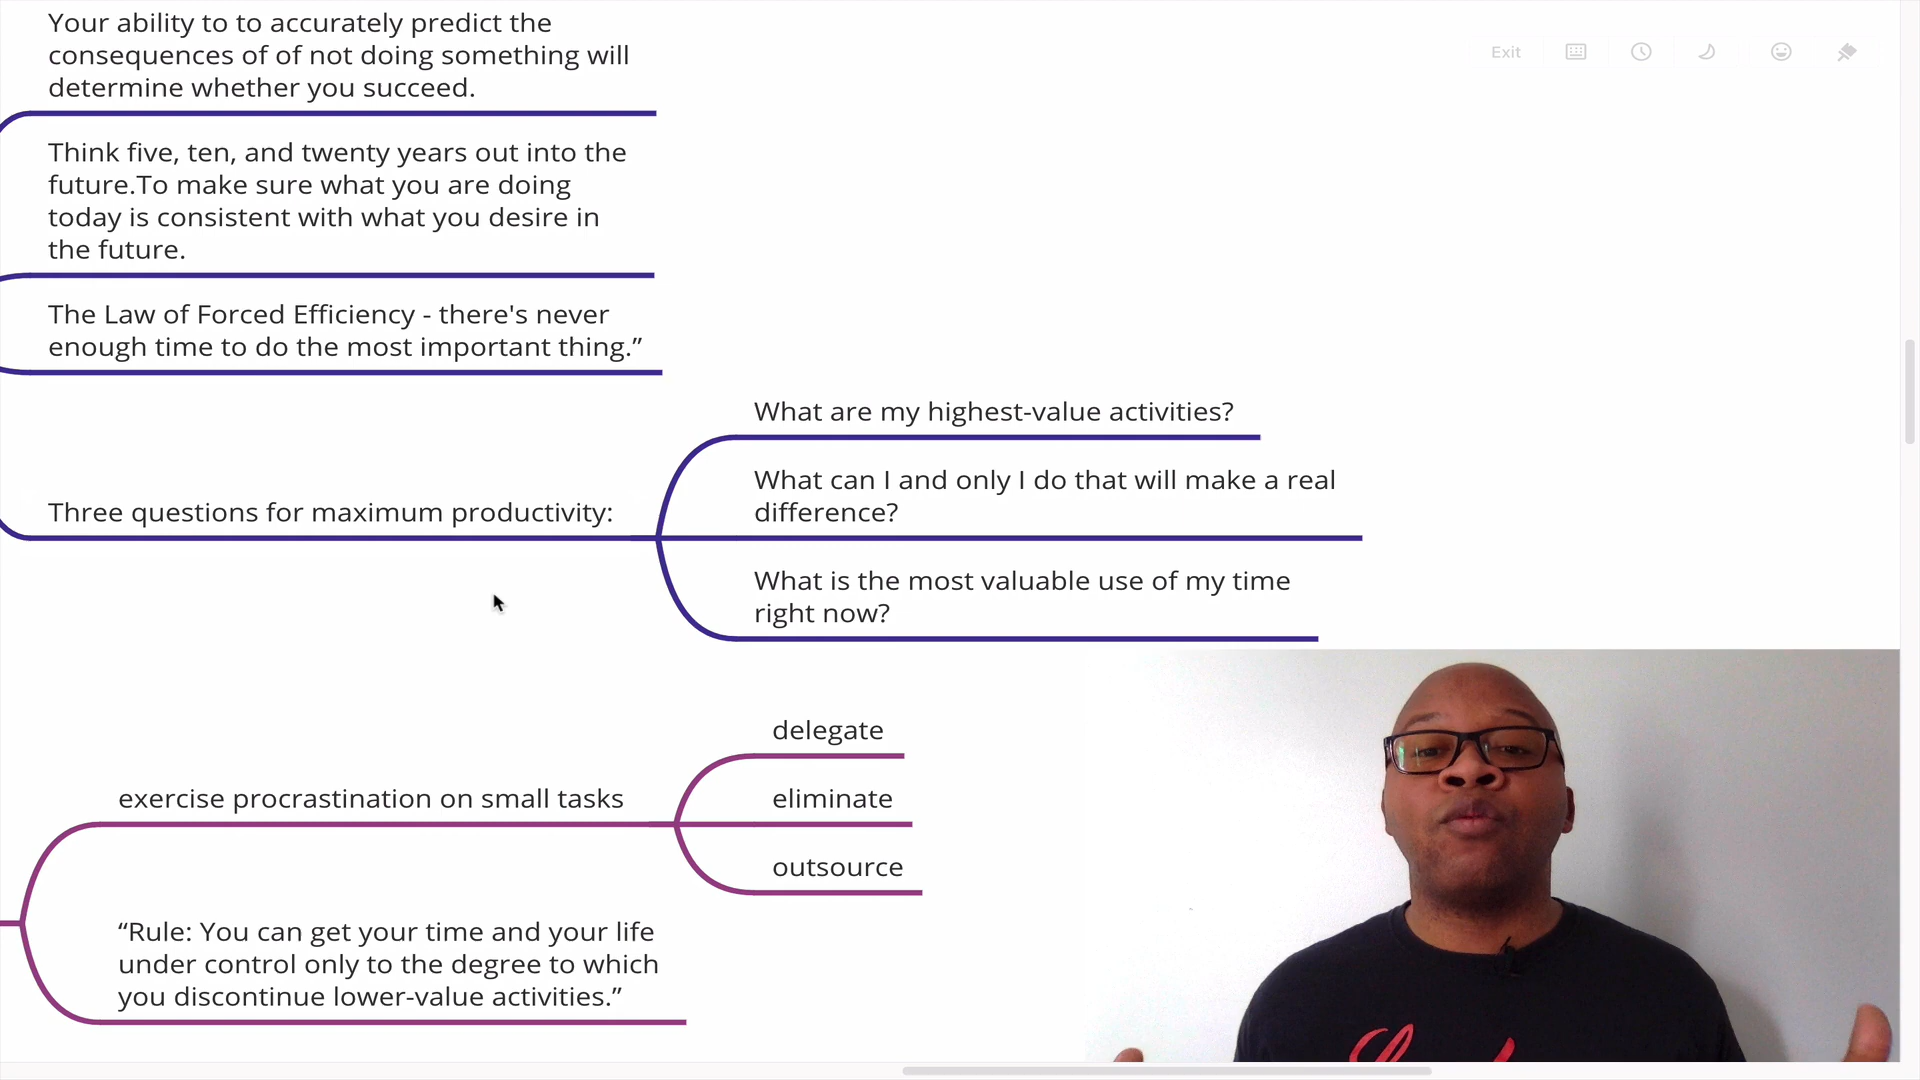 Your ability to to accurately predict the
consequences of of not doing something will
determine whether you succeed.
Exit
Think five, ten, and twenty years out into the
future.To make sure what you are doing
today is consistent with what you desire in
the future.
The Law of Forced Efficiency - there's never
enough time to do the most important thing.”
Three questions for maximum productivity:
What are my highest-value activities?
What can I and only I do that will make a real
difference?
What is the most valuable use of my time
right now?
exercise procrastination on small tasks
delegate
eliminate
outsource
“Rule: You can get your time and your life
under control only to the degree to which
you discontinue lower-value activities.”